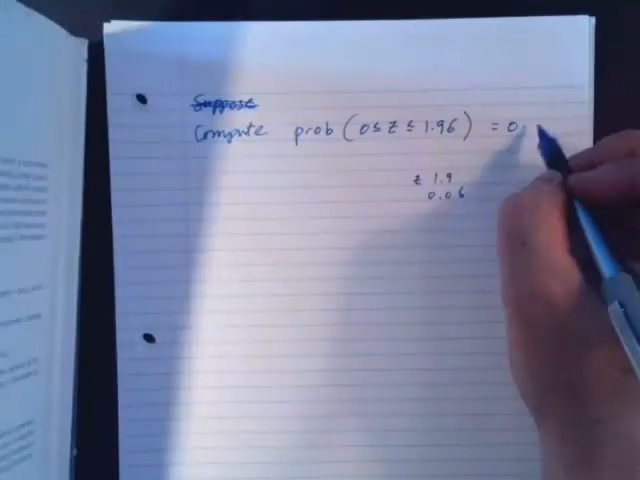 Suppose
Compute prob (0 ≤ z ≤ 1.96) = 0.
z 1.9
0.06